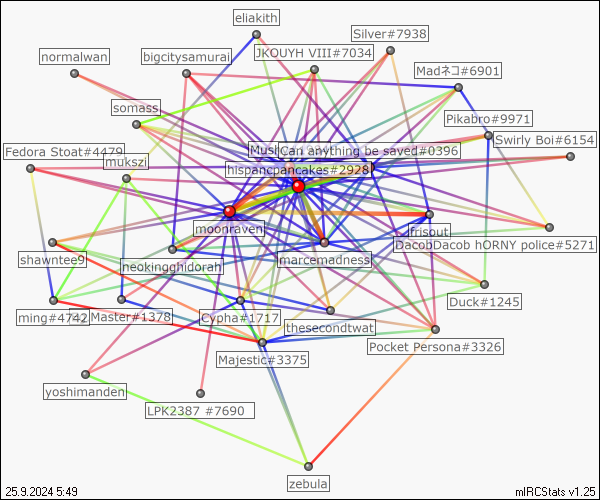 eliakith
Silver#7938
normalwan
bigcitysamurai
JKOUYH VIII#7034
Madネコ#6901
somass
Pikabro#9971
Swirly Boi#6154
Fedora Stoat#4479
mukszi
Can anything be saved#0396
hispancpancakes#2928
moonraven
jfrisout
DacobDacob hORNY police#5271
shawntee9
neokingghidorah
marcemadness
Duck#1245
ming#4742
Master#1378
Cypha#1717
thesecondtwat
Majestic#3375
Pocket Persona#3326
yoshimanden
LPK2387 #7690
zebula
25.9.2024 5:49
mIRCStats v1.25